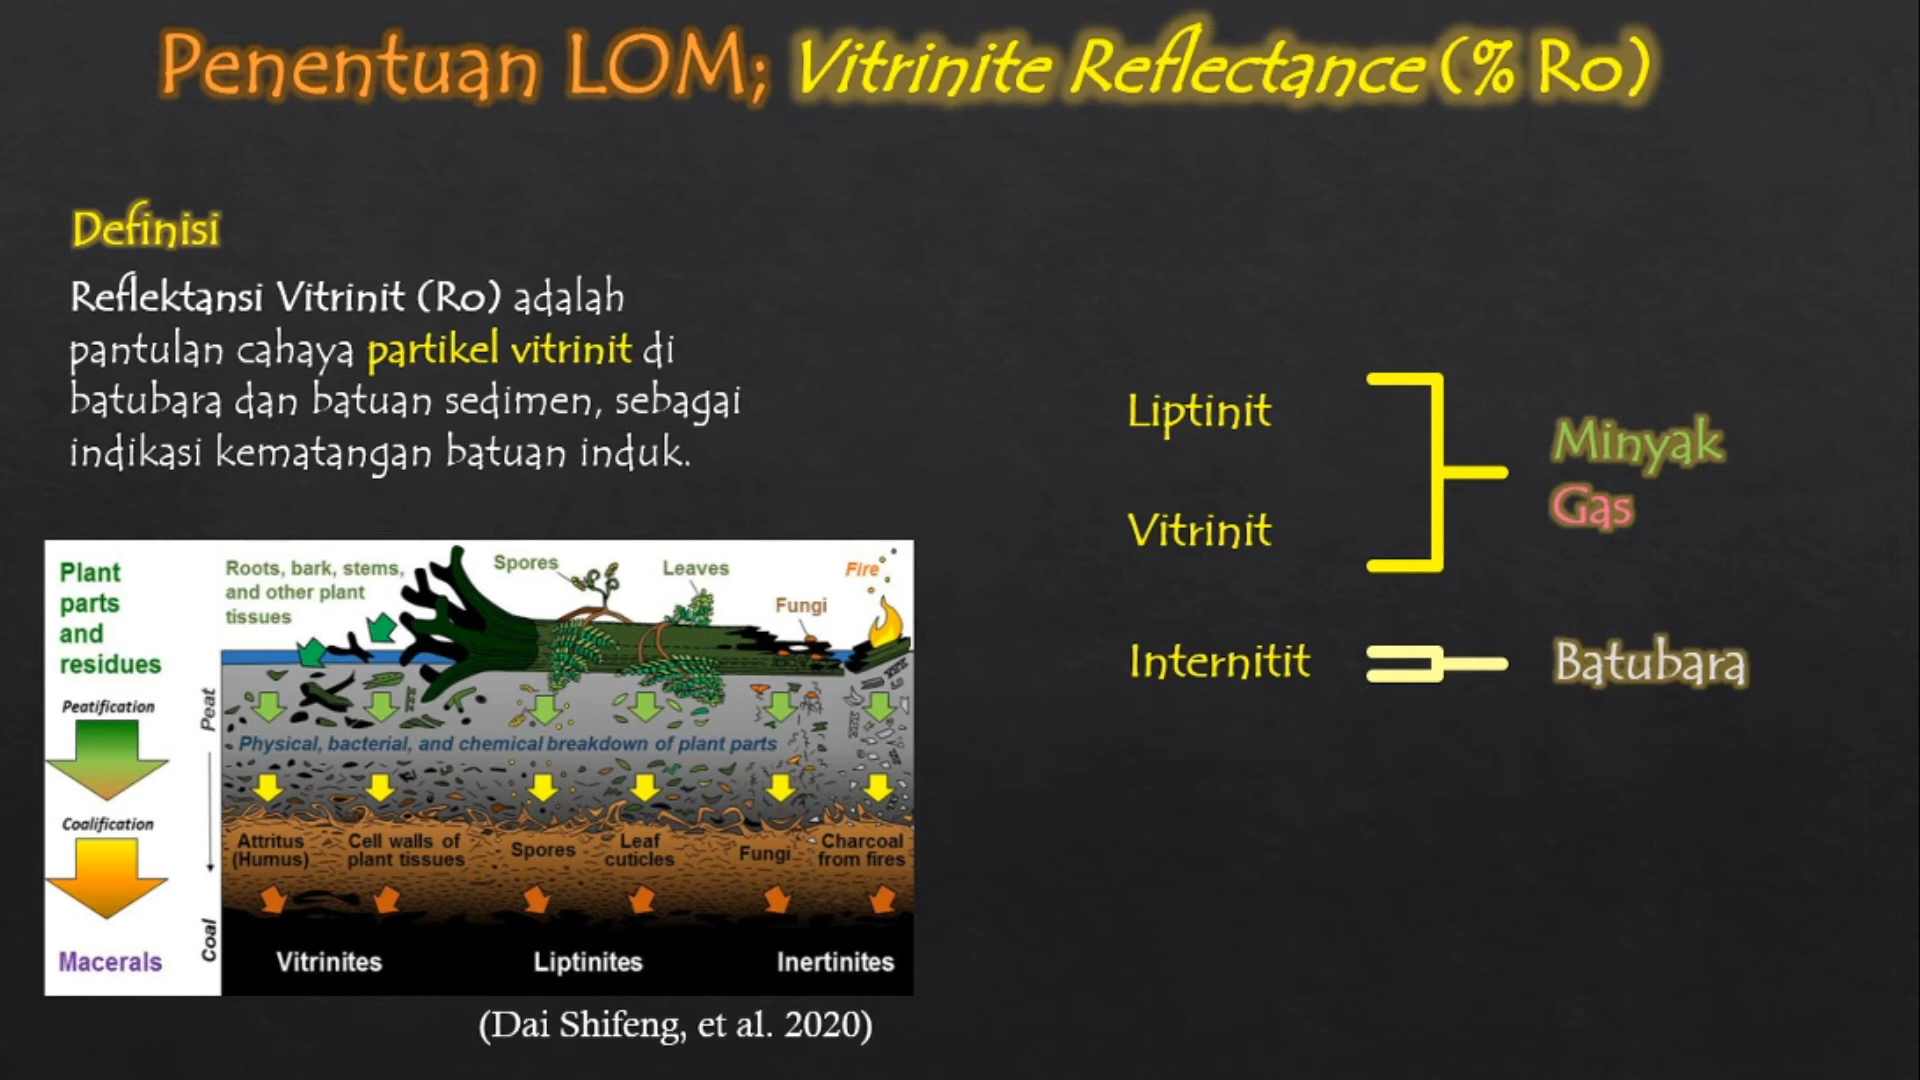 Penentuan LOM; Vitrinite Reflectance (% Ro)
Definisi
Reflektansi Vitrinit (Ro) adalah
pantulan cahaya partikel vitrinit di
batubara dan batuan sedimen, sebagai
indikasi kematangan batuan induk.
Liptinit
Vitrinit
Minyak
Gas
Internitit
Batubara
Plant
parts
and
residues
Peatification
Coalification
Macerals
Peat
Coal
Roots, bark, stems,
and other plant
tissues
Spores
Leaves
Fungi
Fire
Physical, bacterial, and chemical breakdown of plant parts
Attritus
(Humus)
Cell walls of
plant tissues
Spores
Leaf
cuticles
Fungi
Charcoal
from fires
Vitrinites
Liptinites
Inertinites
(Dai Shifeng, et al. 2020)